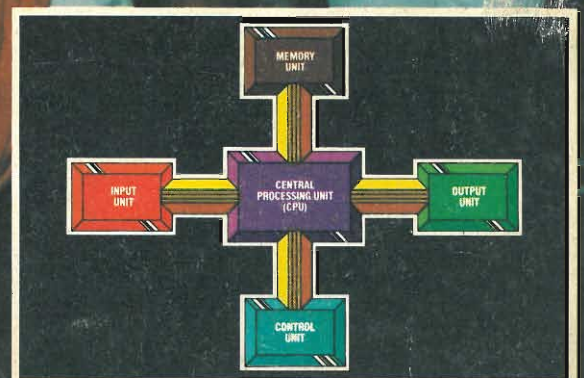 MEMORY
UNIT
INPUT
UNIT
CENTRAL
PROCESSING UNIT
(CPU)
OUTPUT
UNIT
CONTROL
UNIT